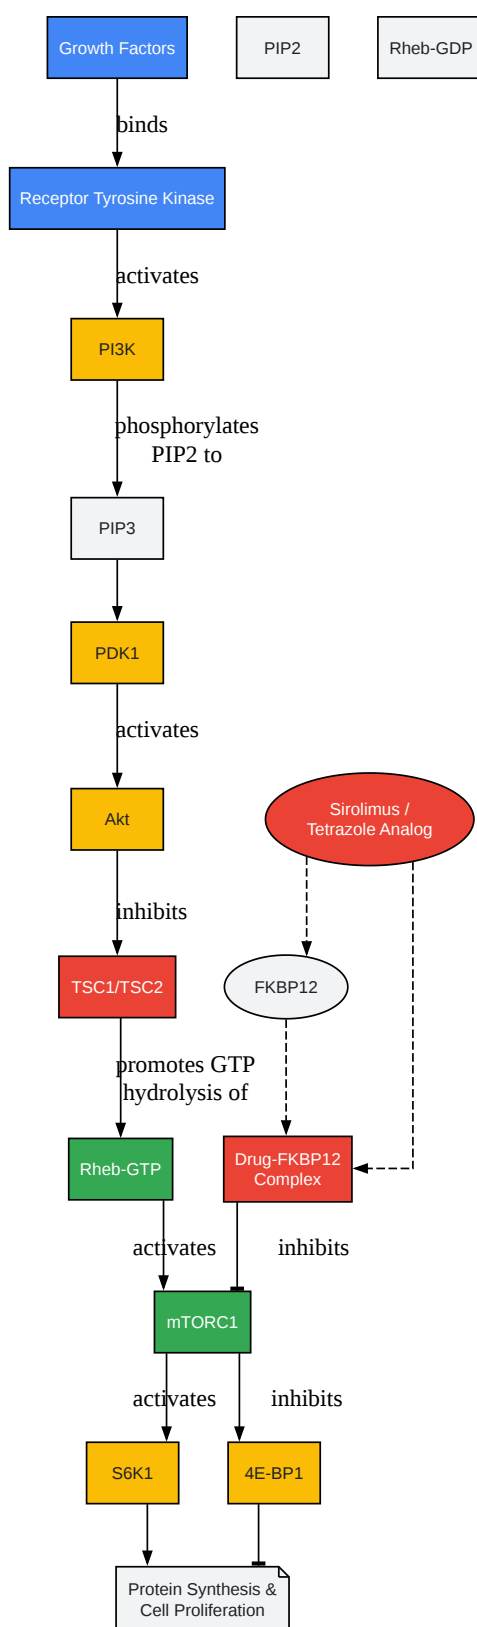 Growth Factors
PIP2
Rheb-GDP
binds
Receptor Tyrosine Kinase
activates
PI3K
phosphorylates
PIP2 to
PIP3
PDK1
activates
Akt
Sirolimus /
Tetrazole Analog
inhibits
TSC1/TSC2
FKBP12
promotes GTP
hydrolysis of
Rheb-GTP
Drug-FKBP12
Complex
activates
inhibits
mTORC1
activates
inhibits
S6K1
4E-BP1
Protein Synthesis &
Cell Proliferation